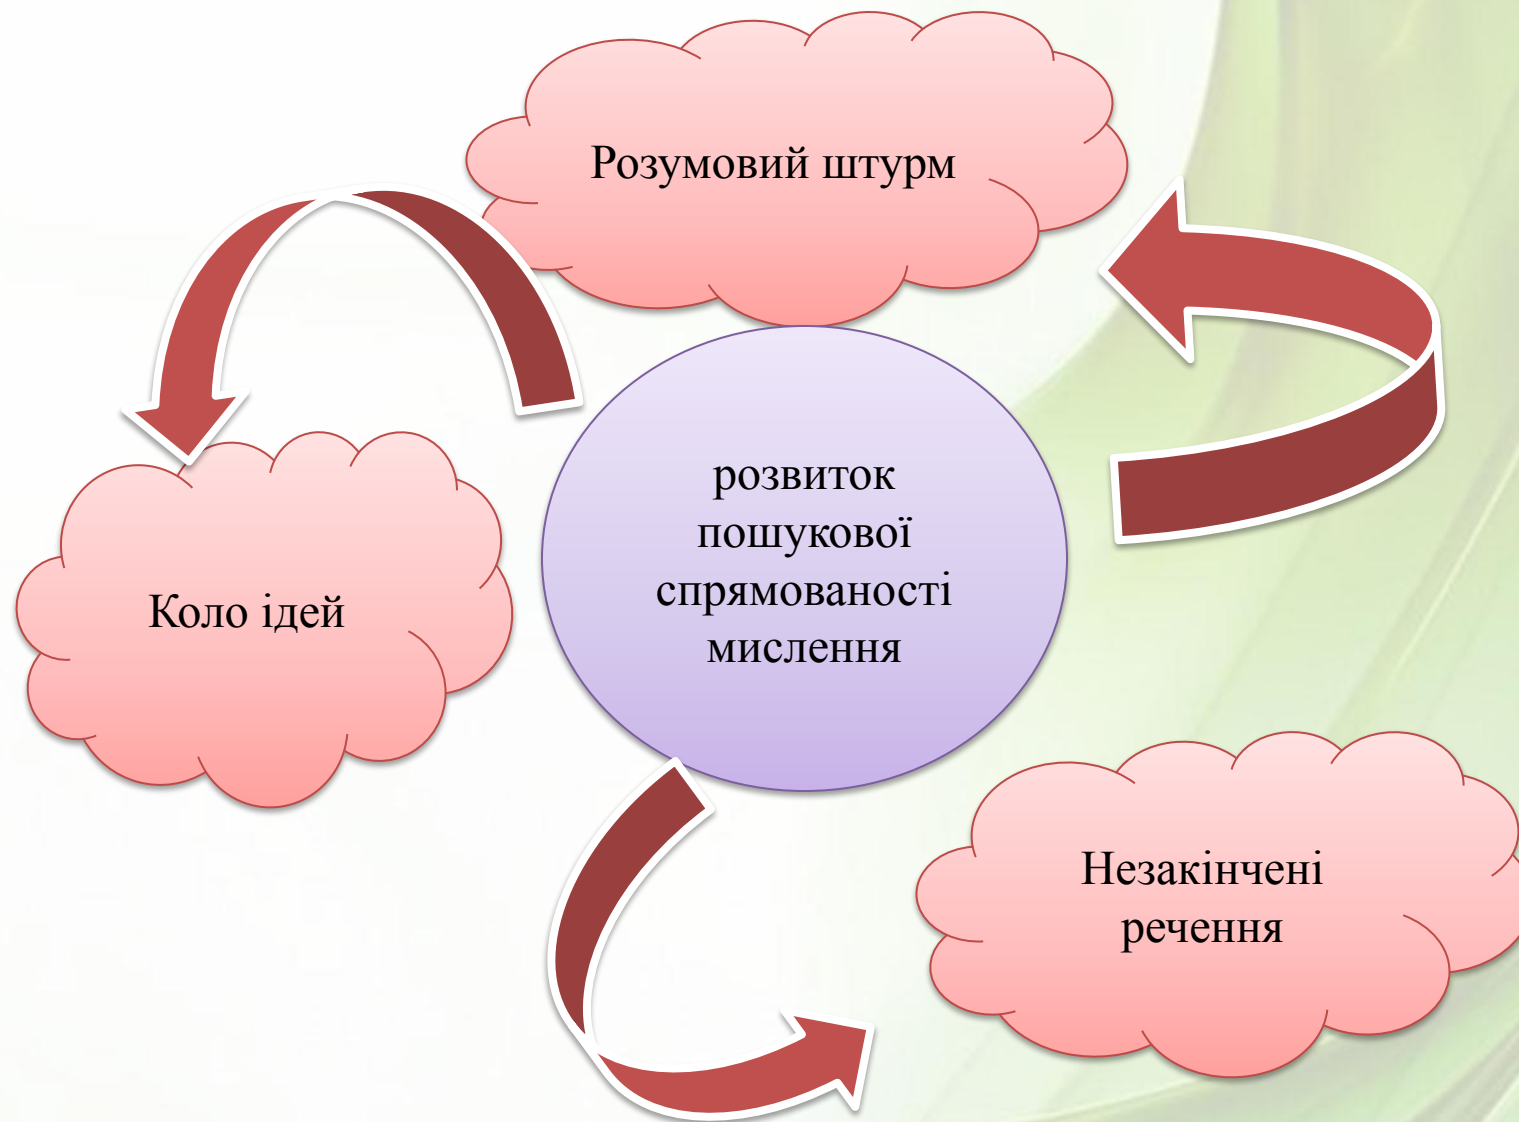 Розумовий штурм
розвиток
пошукової
спрямованості
мислення
Коло ідей
Незакінчені
речення